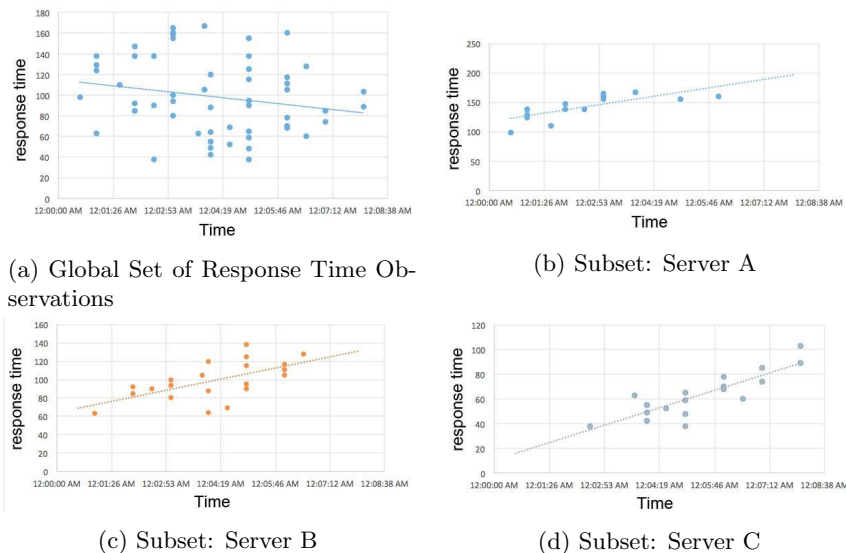 180
160
140
120
100
80
60
40
20
0
response time
12:00:00 AM 12:01:26 AM 12:02:53 AM 12:04:19 AM 12:05:46 AM 12:07:12 AM 12:08:38 AM
Time
(a) Global Set of Response Time Ob-
servations
250
200
150
100
50
0
response time
12:00:00 AM 12:01:26 AM 12:02:53 AM 12:04:19 AM 12:05:46 AM 12:07:12 AM 12:08:38 AM
Time
(b) Subset: Server A
160
140
120
100
80
60
40
20
0
response time
12:00:00 AM 12:01:26 AM 12:02:53 AM 12:04:19 AM 12:05:46 AM 12:07:12 AM 12:08:38 AM
Time
(c) Subset: Server B
120
100
80
60
40
20
0
response time
12:00:00 AM 12:01:26 AM 12:02:53 AM 12:04:19 AM 12:05:46 AM 12:07:12 AM 12:08:38 AM
Time
(d) Subset: Server C